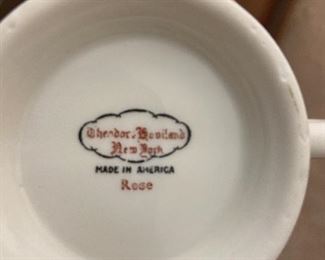 Theodore Haviland
New York
MADE IN AMERICA
Rose